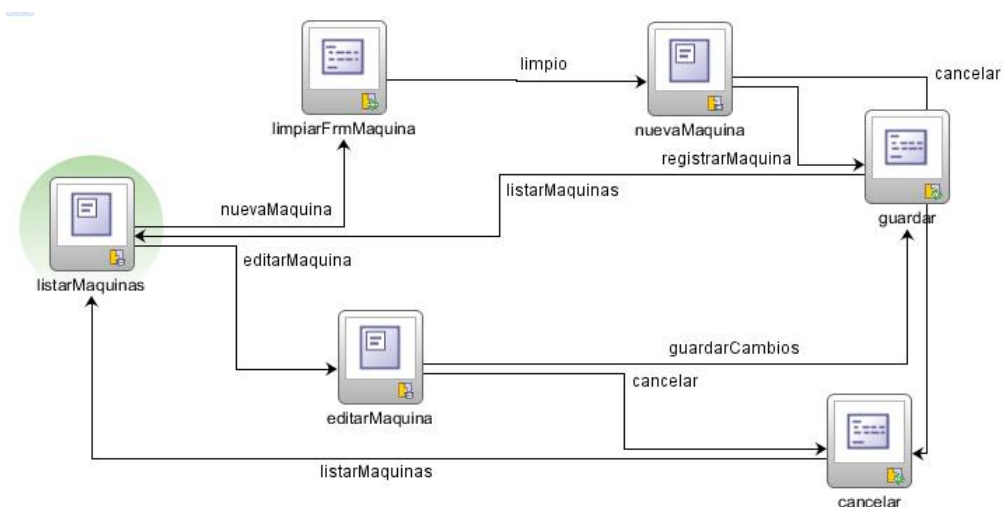 limpio
cancelar
limpiarFrmMaquina
nuevaMaquina
registrarMaquina
listarMaquinas
nuevaMaquina
guardar
editarMaquina
listarMaquinas
guardarCambios
cancelar
editarMaquina
listarMaquinas
cancelar